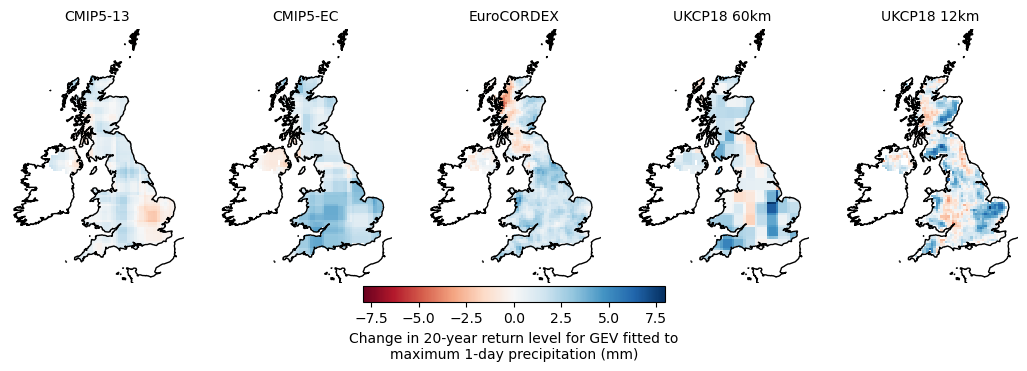 CMIP5-13 CMIP5-EC EuroCORDEX UKCP18 60km UKCP18 12km
−7.5 −5.0 −2.5 0.0 2.5 5.0 7.5
Change in 20-year return level for GEV fitted to
maximum 1-day precipitation (mm)